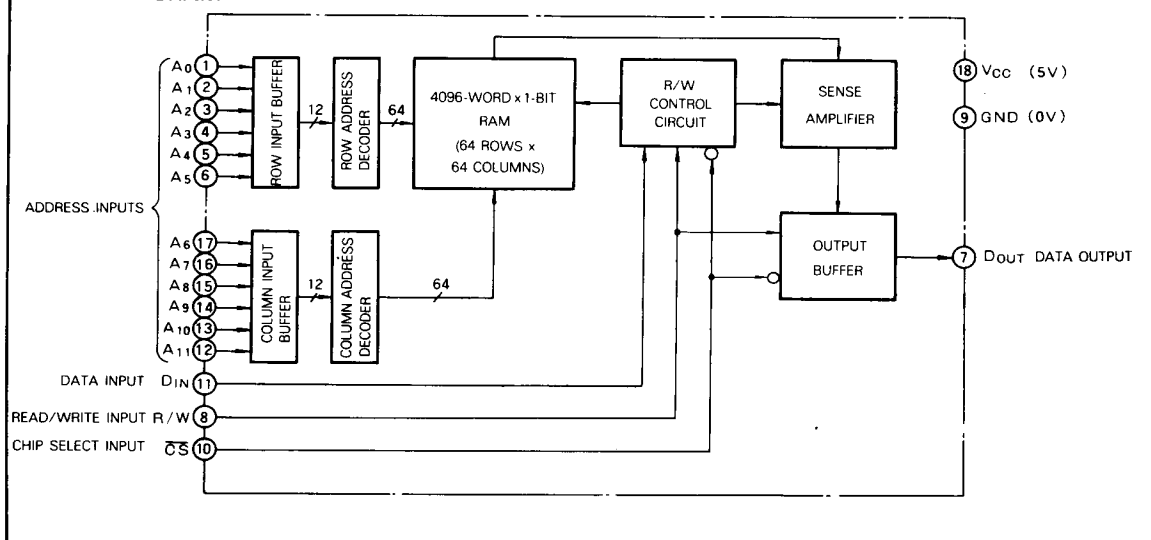 A0 1
A1 2
A2 3
A3 4
A4 5
A5 6
ROW INPUT BUFFER
12
ROW ADDRESS
DECODER
64
4096-WORD x 1-BIT
RAM
(64 ROWS x
64 COLUMNS)
R/W
CONTROL
CIRCUIT
SENSE
AMPLIFIER
18 VCC (5V)
9 GND (0V)
ADDRESS INPUTS
A6 17
A7 16
A8 15
A9 14
A10 13
A11 12
COLUMN INPUT
BUFFER
12
COLUMN ADDRESS
DECODER
64
OUTPUT
BUFFER
7 DOUT DATA OUTPUT
DATA INPUT DIN 11
READ/WRITE INPUT R/W 8
CHIP SELECT INPUT C̅S̅ 10